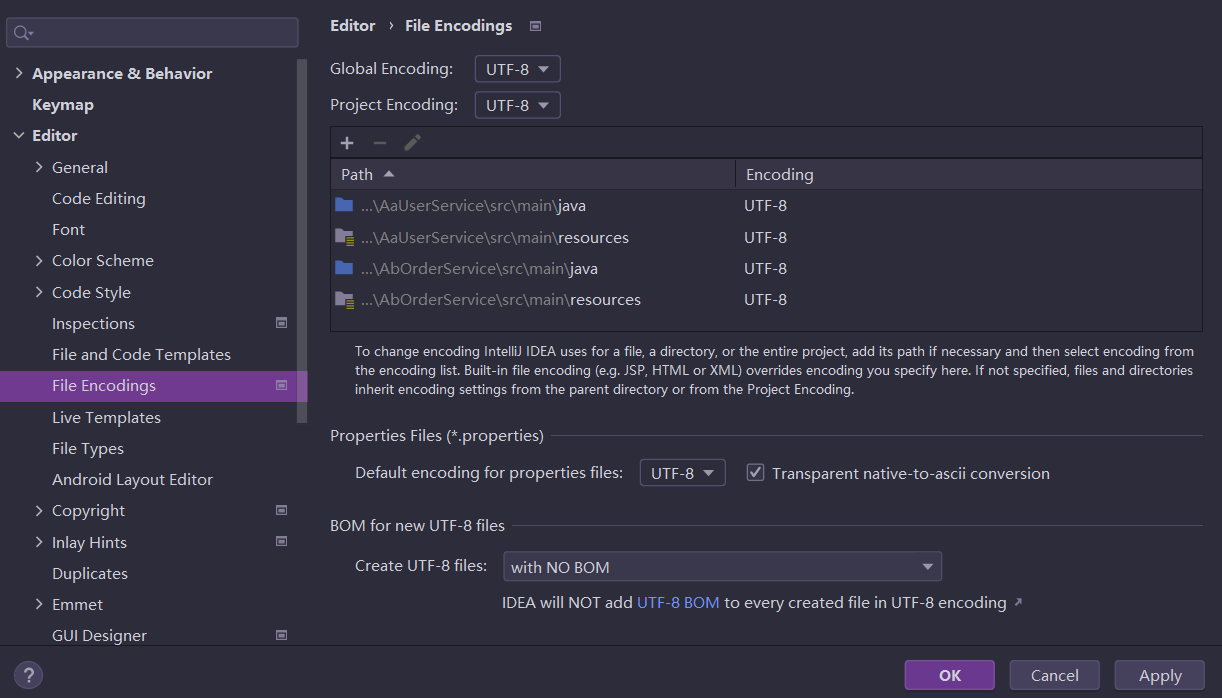 Editor › File Encodings
Appearance & Behavior
Keymap
Editor
General
Code Editing
Font
Color Scheme
Code Style
Inspections
File and Code Templates
File Encodings
Live Templates
File Types
Android Layout Editor
Copyright
Inlay Hints
Duplicates
Emmet
GUI Designer
Global Encoding: UTF-8
Project Encoding: UTF-8
Path Encoding
...\AaUserService\src\main\java UTF-8
...\AaUserService\src\main\resources UTF-8
...\AbOrderService\src\main\java UTF-8
...\AbOrderService\src\main\resources UTF-8
To change encoding IntelliJ IDEA uses for a file, a directory, or the entire project, add its path if necessary and then select encoding from
the encoding list. Built-in file encoding (e.g. JSP, HTML or XML) overrides encoding you specify here. If not specified, files and directories
inherit encoding settings from the parent directory or from the Project Encoding.
Properties Files (*.properties)
Default encoding for properties files: UTF-8 Transparent native-to-ascii conversion
BOM for new UTF-8 files
Create UTF-8 files: with NO BOM
IDEA will NOT add UTF-8 BOM to every created file in UTF-8 encoding ↗
? OK Cancel Apply